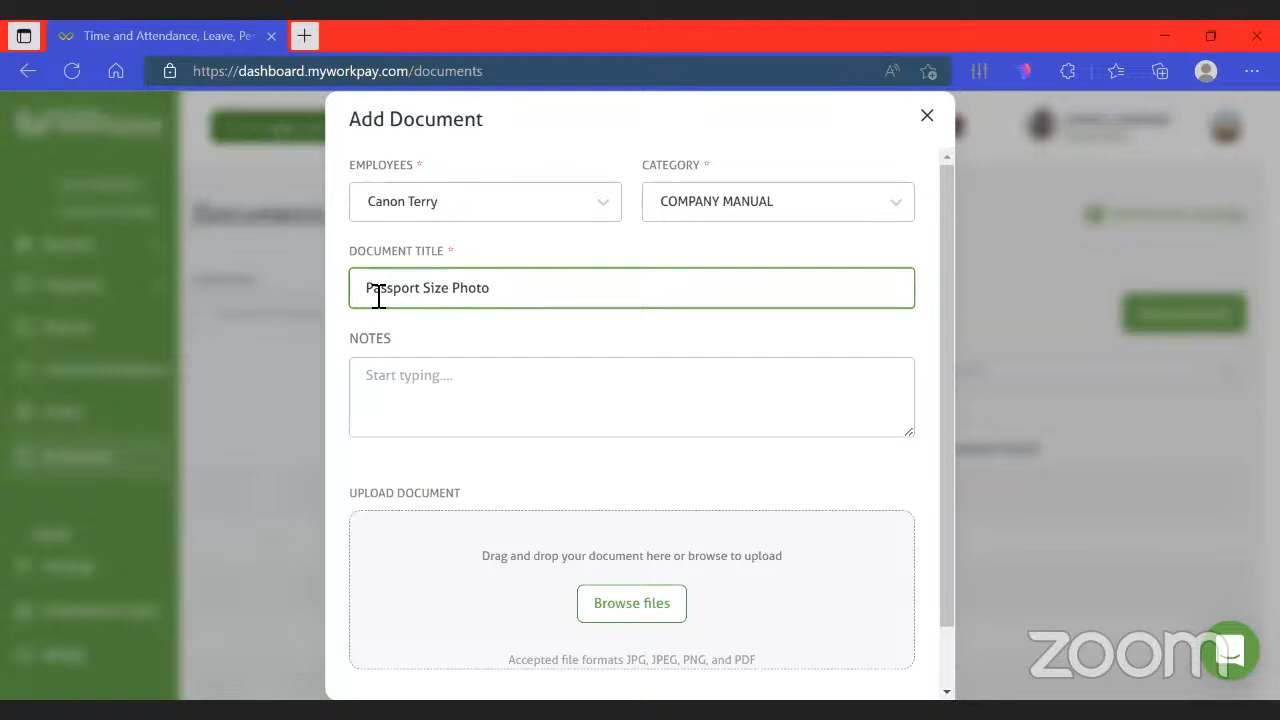 Time and Attendance, Leave, Pe
https://dashboard.myworkpay.com/documents
Add Document
EMPLOYEES *
CATEGORY *
Canon Terry
COMPANY MANUAL
DOCUMENT TITLE *
Passport Size Photo
NOTES
Start typing....
UPLOAD DOCUMENT
Drag and drop your document here or browse to upload
Browse files
Accepted file formats JPG, JPEG, PNG, and PDF
zoom